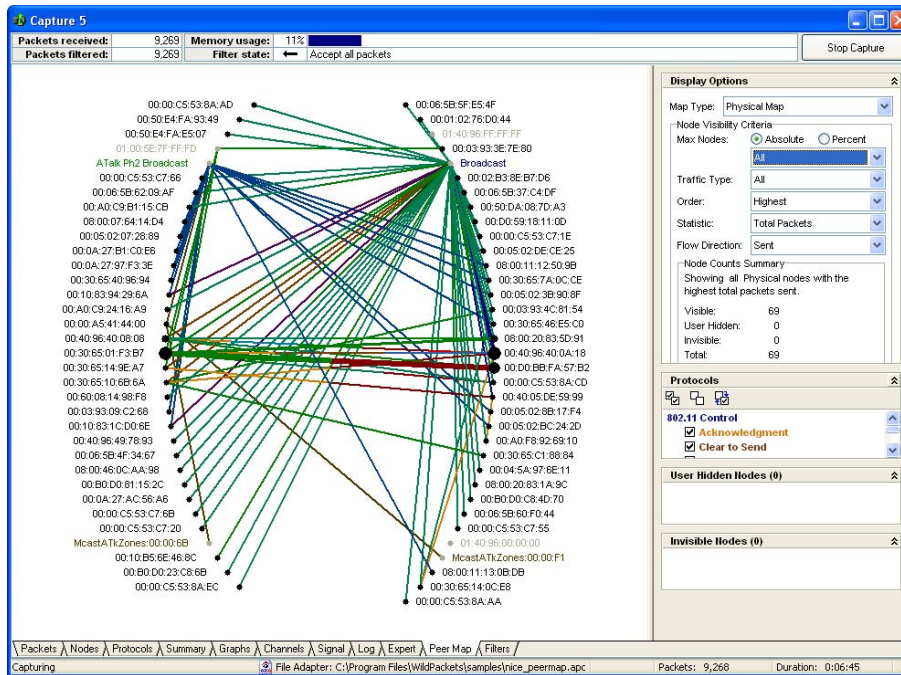 Capture 5
Packets received: 9,269 Memory usage: 11%
Packets filtered: 9,269 Filter state: Accept all packets
Stop Capture
00:00:C5:53:8A:AD
00:50:E4:FA:93:49
00:50:E4:FA:E5:07
01:00:5E:7F:FF:FD
ATalk Ph2 Broadcast
00:00:C5:53:C7:66
00:06:5B:62:09:AF
00:A0:C9:B1:15:CB
08:00:07:64:14:D4
00:05:02:07:28:89
00:0A:27:B1:C0:E6
00:0A:27:97:F3:3E
00:30:65:40:96:94
00:10:83:94:29:6A
00:A0:C9:24:16:A9
00:00:A5:41:44:00
00:40:96:40:08:08
00:30:65:01:F3:B7
00:30:65:14:9E:A7
00:30:65:10:6B:6A
00:60:08:14:98:F8
00:03:93:09:C2:68
00:10:83:1C:D0:6E
00:40:96:49:78:93
00:06:5B:4F:34:67
08:00:46:0C:AA:98
00:B0:D0:81:15:2C
00:0A:27:AC:56:A6
00:00:C5:53:C7:6B
00:00:C5:53:C7:20
McastATkZones:00:00:6B
00:10:B5:6E:46:8C
00:B0:D0:23:C8:6B
00:00:C5:53:8A:EC
00:06:5B:5F:E5:4F
00:01:02:76:D0:44
01:40:96:FF:FF:FF
00:03:93:3E:7E:80
Broadcast
00:02:B3:8E:B7:D6
00:06:5B:37:C4:DF
00:50:DA:08:7D:A3
00:D0:59:18:11:0D
00:00:C5:53:C7:1E
00:05:02:DE:CE:25
08:00:11:12:50:9B
00:30:65:7A:0C:CE
00:05:02:3B:90:8F
00:03:93:4C:81:54
00:30:65:46:E5:C0
08:00:20:83:5D:91
00:40:96:40:0A:18
00:D0:BB:FA:57:B2
00:00:C5:53:8A:CD
00:40:05:DE:59:99
00:05:02:8B:17:F4
00:05:02:BC:24:2D
00:A0:F8:92:69:10
00:30:65:C1:88:84
00:04:5A:97:6E:11
08:00:20:83:1A:9C
00:B0:D0:C8:4D:70
00:06:5B:60:F0:44
00:00:C5:53:C7:55
01:40:96:00:00:00
McastATkZones:00:00:F1
08:00:11:13:0B:DB
00:30:65:14:0C:E8
00:00:C5:53:8A:AA
Display Options
Map Type: Physical Map
Node Visibility Criteria
Max Nodes: Absolute Percent
All
Traffic Type: All
Order: Highest
Statistic: Total Packets
Flow Direction: Sent
Node Counts Summary
Showing all Physical nodes with the
highest total packets sent.
Visible: 69
User Hidden: 0
Invisible: 0
Total: 69
Protocols
802.11 Control
Acknowledgment
Clear to Send
User Hidden Nodes (0)
Invisible Nodes (0)
Packets Nodes Protocols Summary Graphs Channels Signal Log Expert Peer Map Filters
Capturing File Adapter: C:\Program Files\WildPackets\samples\nice_peermap.apc Packets: 9,268 Duration: 0:06:45